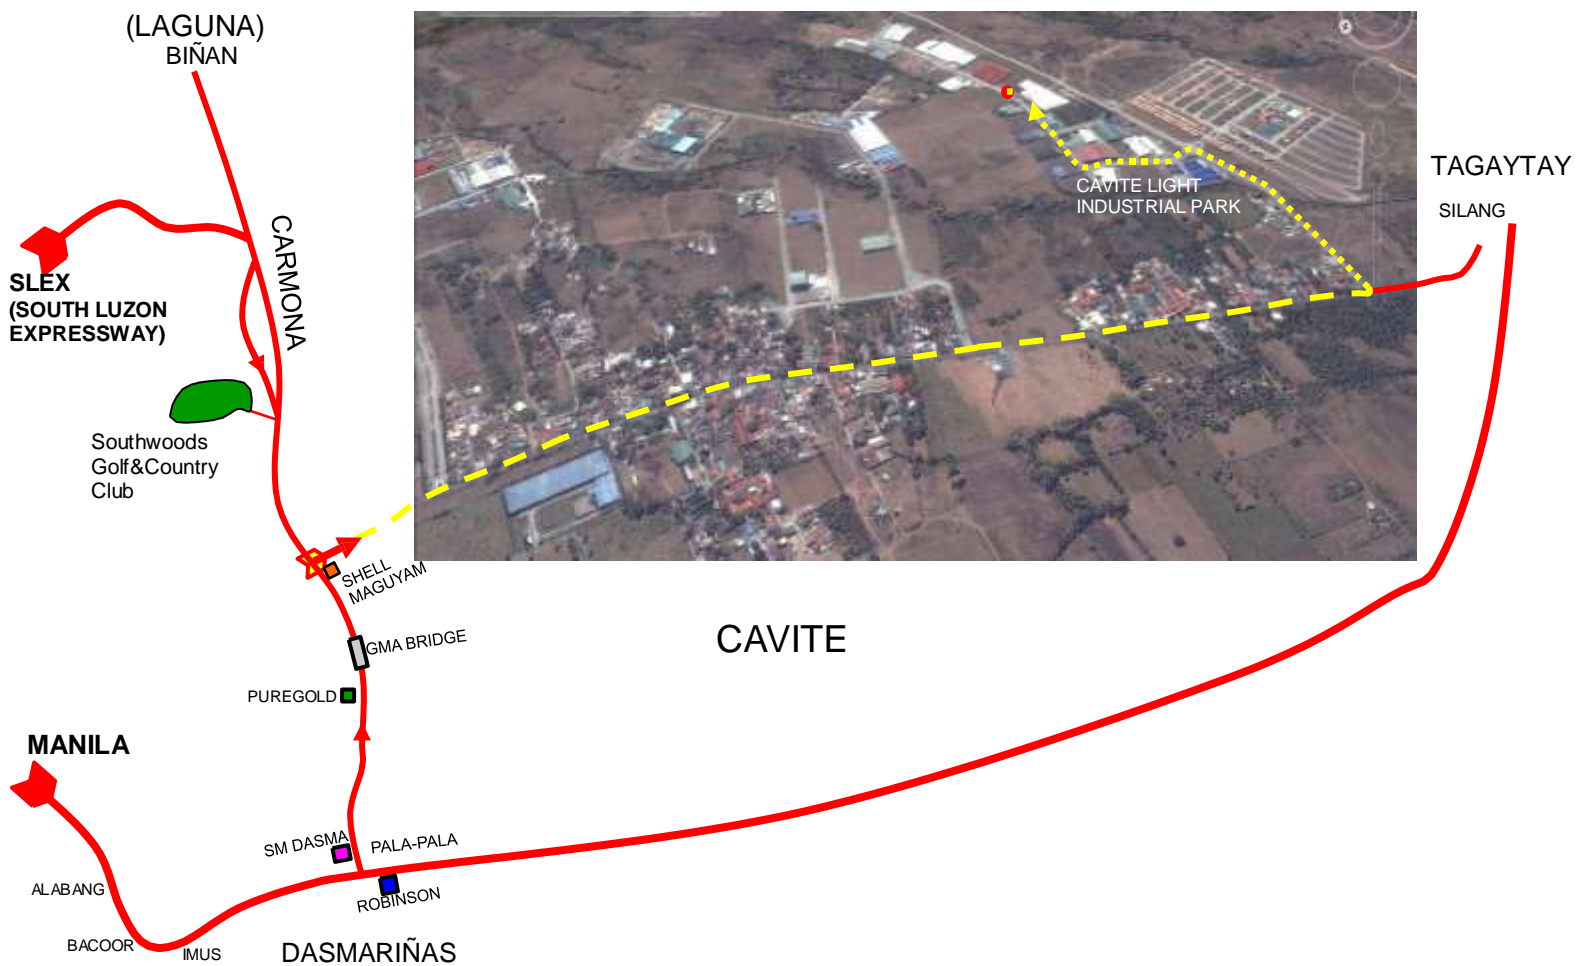 (LAGUNA)
BIÑAN
CARMONA
SLEX
(SOUTH LUZON
EXPRESSWAY)
Southwoods
Golf&Country
Club
CAVITE LIGHT
INDUSTRIAL PARK
TAGAYTAY
SILANG
SHELL
MAGUYAM
GMA BRIDGE
PUREGOLD
CAVITE
MANILA
SM DASMA
PALA-PALA
ROBINSON
ALABANG
BACOOR
IMUS
DASMARIÑAS